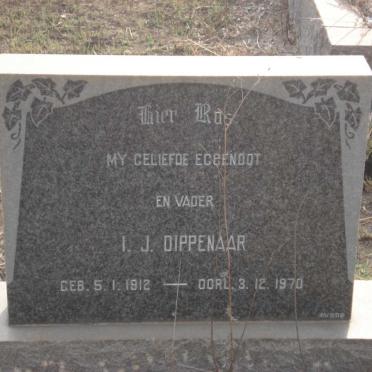 Hier Rus
MY GELIEFDE EGGENOOT
EN VADER
I. J. DIPPENAAR
GEB. 5. 1. 1912 — OORL. 3. 12. 1970